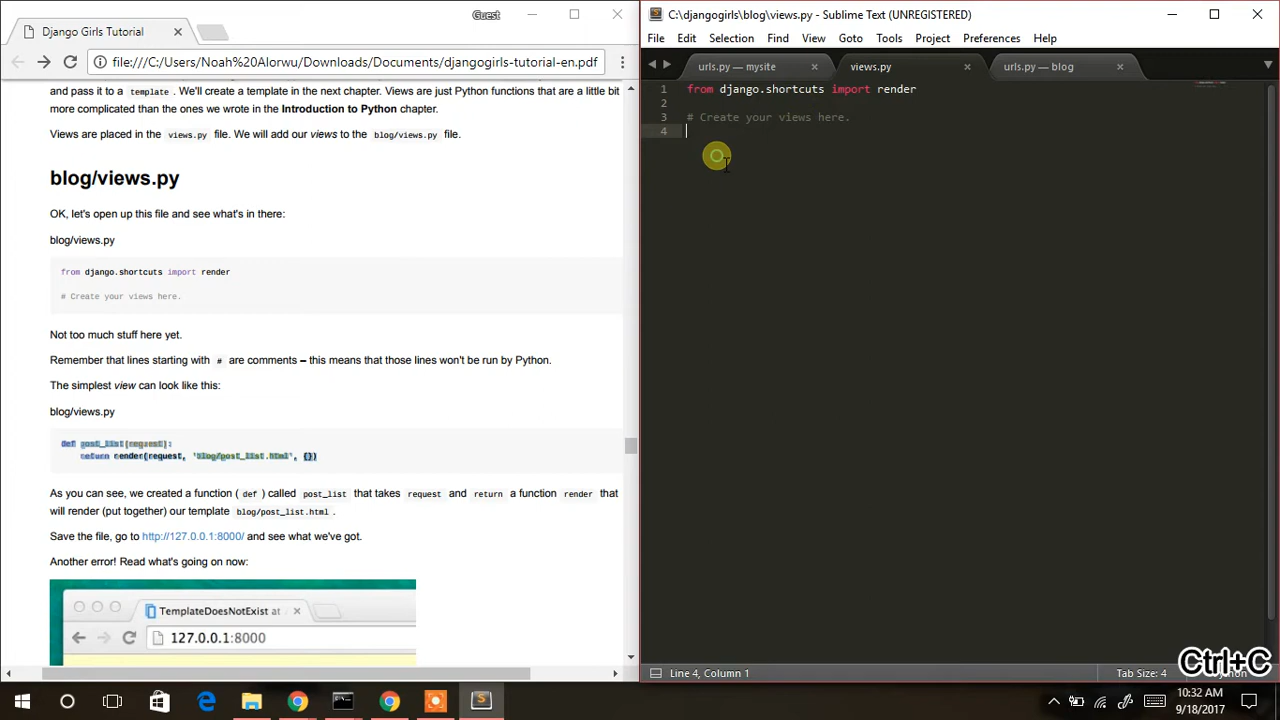 Guest
Django Girls Tutorial
file:///C:/Users/Noah%20Alorwu/Downloads/Documents/djangogirls-tutorial-en.pdf
and pass it to a template . We'll create a template in the next chapter. Views are just Python functions that are a little bit
more complicated than the ones we wrote in the Introduction to Python chapter.
Views are placed in the views.py file. We will add our views to the blog/views.py file.
blog/views.py
OK, let's open up this file and see what's in there:
blog/views.py
from django.shortcuts import render
# Create your views here.
Not too much stuff here yet.
Remember that lines starting with # are comments – this means that those lines won't be run by Python.
The simplest view can look like this:
blog/views.py
def post_list(request):
return render(request, 'blog/post_list.html', {})
As you can see, we created a function ( def ) called post_list that takes request and return a function render that
will render (put together) our template blog/post_list.html .
Save the file, go to http://127.0.0.1:8000/ and see what we've got.
Another error! Read what's going on now:
TemplateDoesNotExist at
127.0.0.1:8000
C:\djangogirls\blog\views.py - Sublime Text (UNREGISTERED)
File Edit Selection Find View Goto Tools Project Preferences Help
urls.py — mysite
views.py
urls.py — blog
1 from django.shortcuts import render
2
3 # Create your views here.
4
Ctrl+C
Line 4, Column 1
Tab Size: 4
10:32 AM
9/18/2017